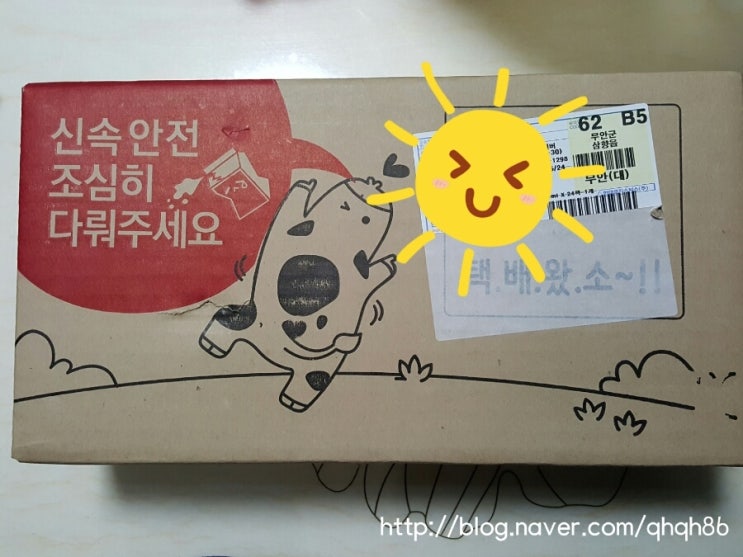 신속 안전
조심히
다뤄주세요
62 B5
무안군
삼향읍
무안(대)
택.배.왔.소~!!
http://blog.naver.com/qhqh86